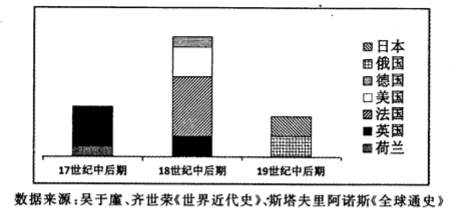 日本
俄国
德国
美国
法国
英国
荷兰
17世纪中后期 18世纪中后期 19世纪中后期
数据来源：吴于廑、齐世荣《世界近代史》、斯塔夫里阿诺斯《全球通史》